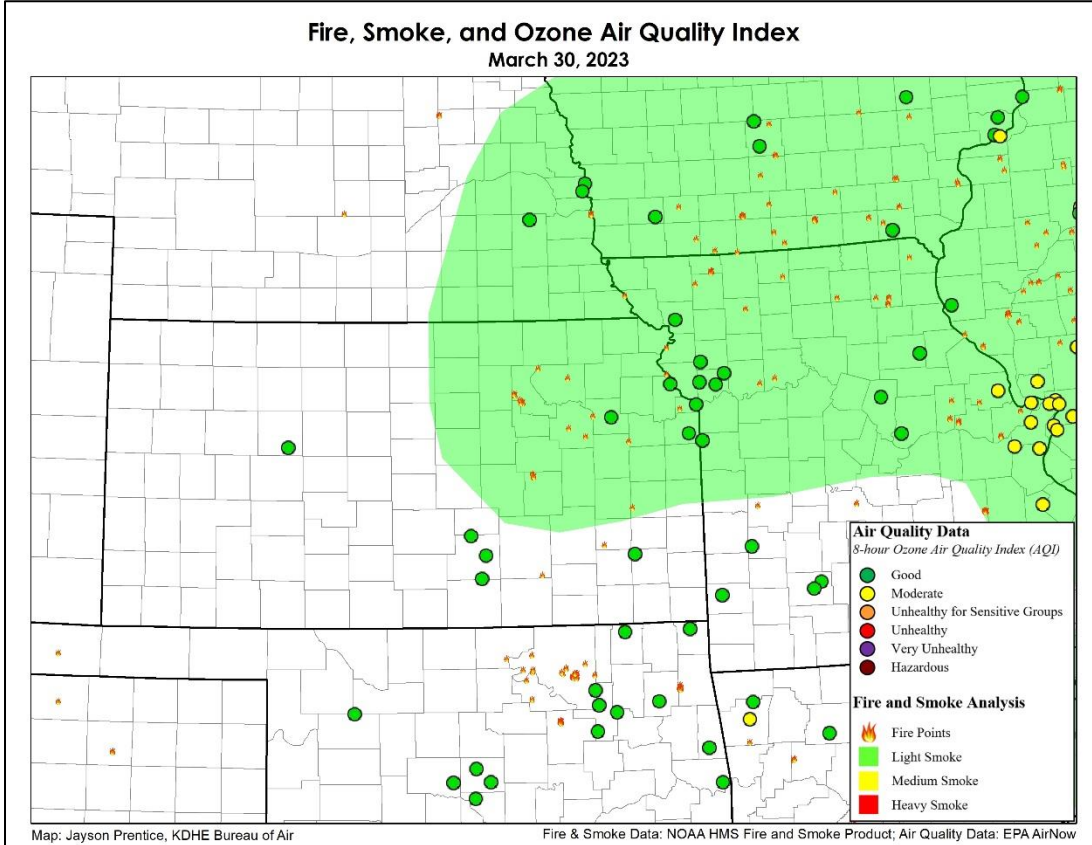 Fire, Smoke, and Ozone Air Quality Index
March 30, 2023
Air Quality Data
8-hour Ozone Air Quality Index (AQI)
Good
Moderate
Unhealthy for Sensitive Groups
Unhealthy
Very Unhealthy
Hazardous
Fire and Smoke Analysis
Fire Points
Light Smoke
Medium Smoke
Heavy Smoke
Map: Jayson Prentice, KDHE Bureau of Air
Fire & Smoke Data: NOAA HMS Fire and Smoke Product; Air Quality Data: EPA AirNow